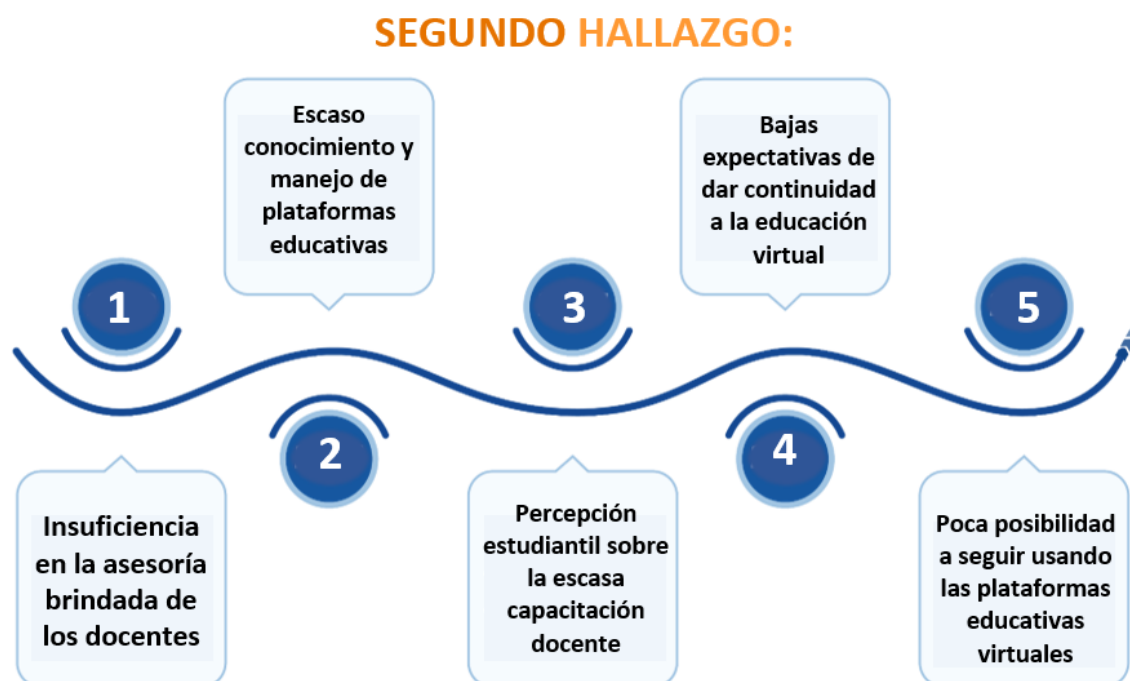 SEGUNDO HALLAZGO:
1
Insuficiencia
en la asesoría
brindada de
los docentes
2
Escaso
conocimiento y
manejo de
plataformas
educativas
3
Percepción
estudiantil sobre
la escasa
capacitación
docente
4
Bajas
expectativas de
dar continuidad
a la educación
virtual
5
Poca posibilidad
a seguir usando
las plataformas
educativas
virtuales